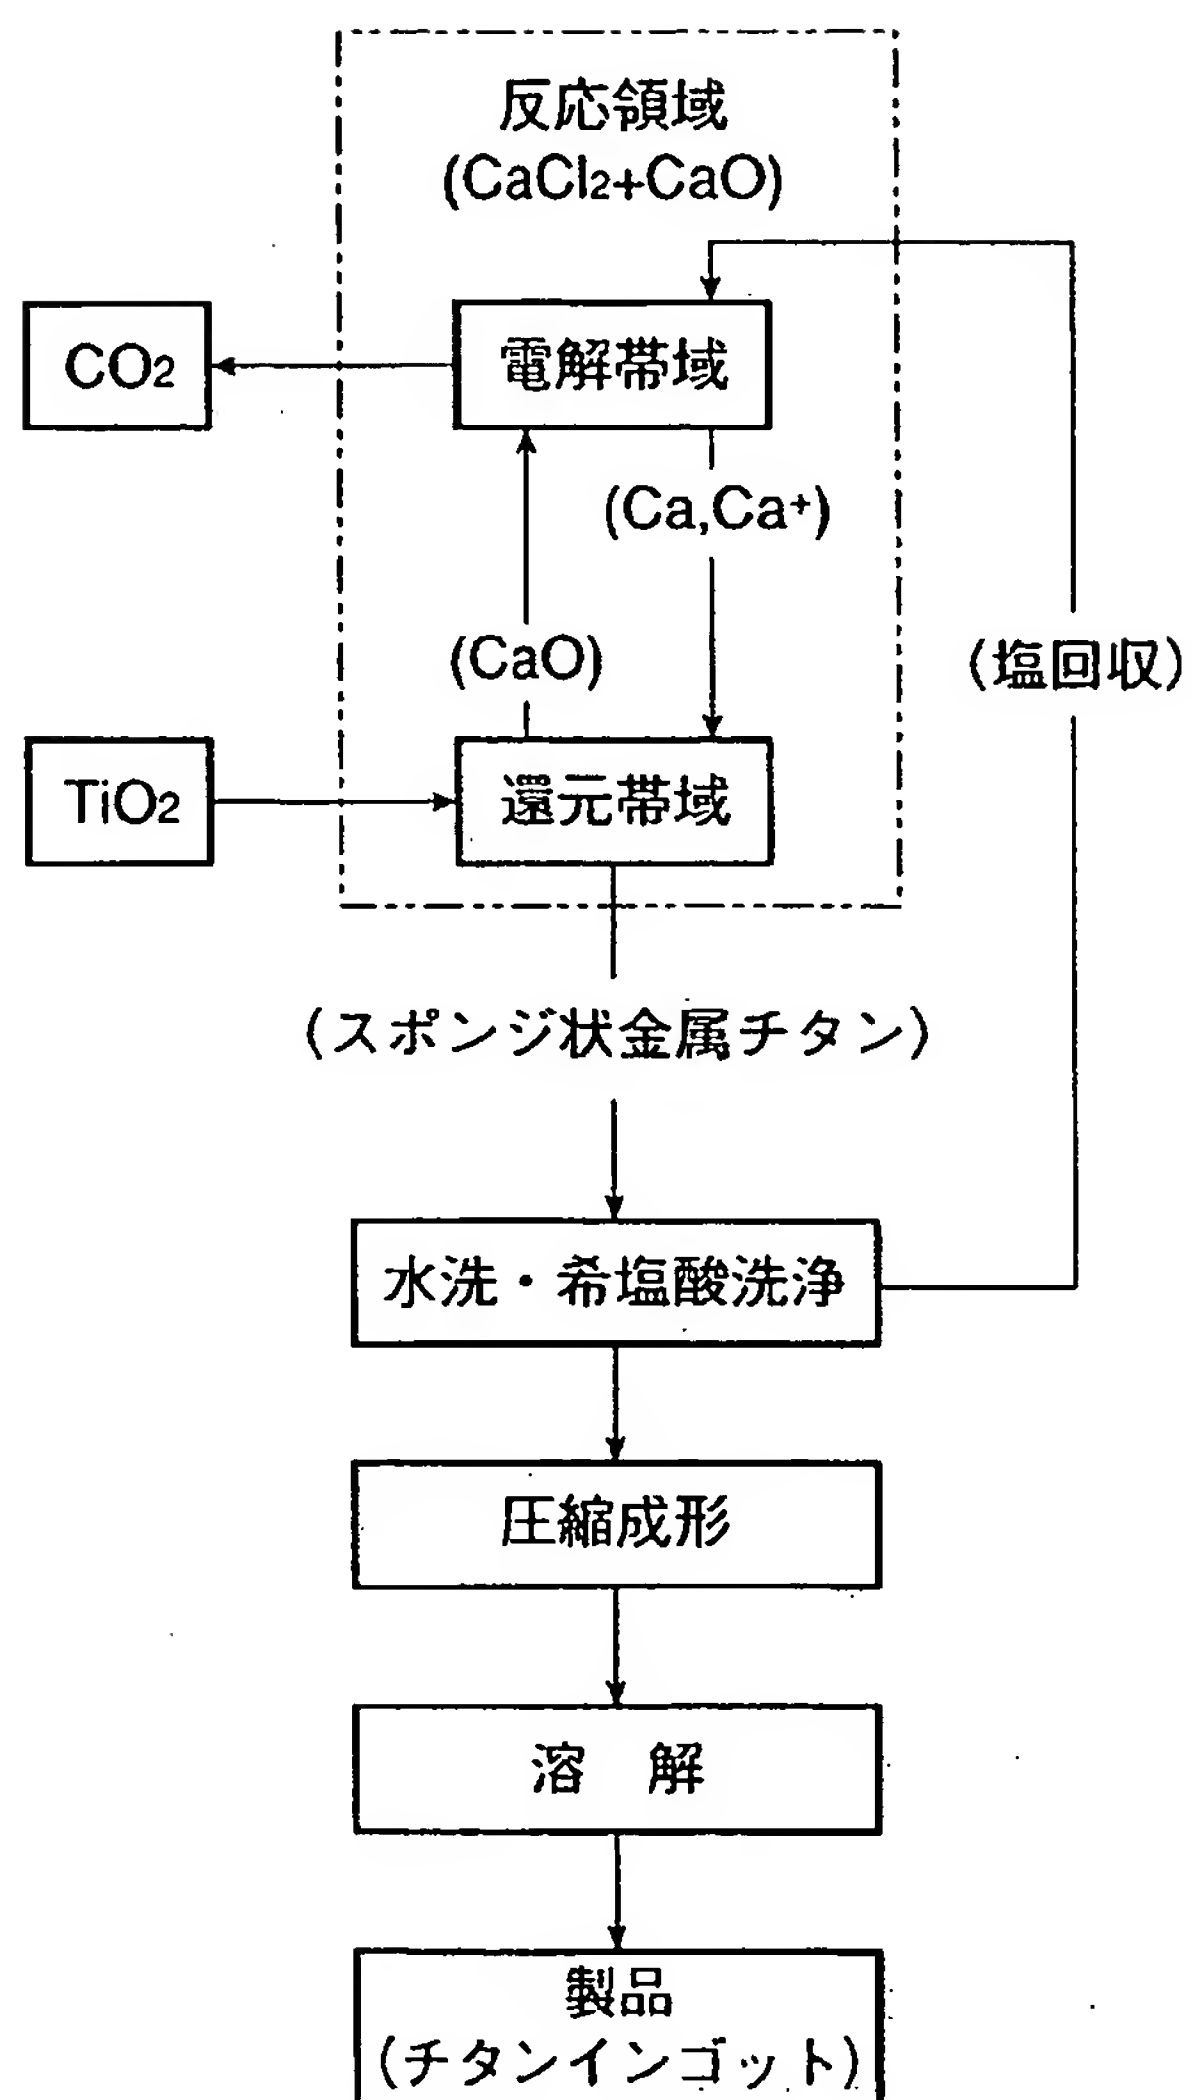 反応領域
(CaCl2+CaO)
CO2
電解帯域
(Ca,Ca+)
(CaO)
(塩回収)
TiO2
還元帯域
(スポンジ状金属チタン)
水洗・希塩酸洗浄
圧縮成形
溶 解
製品
(チタンインゴット)